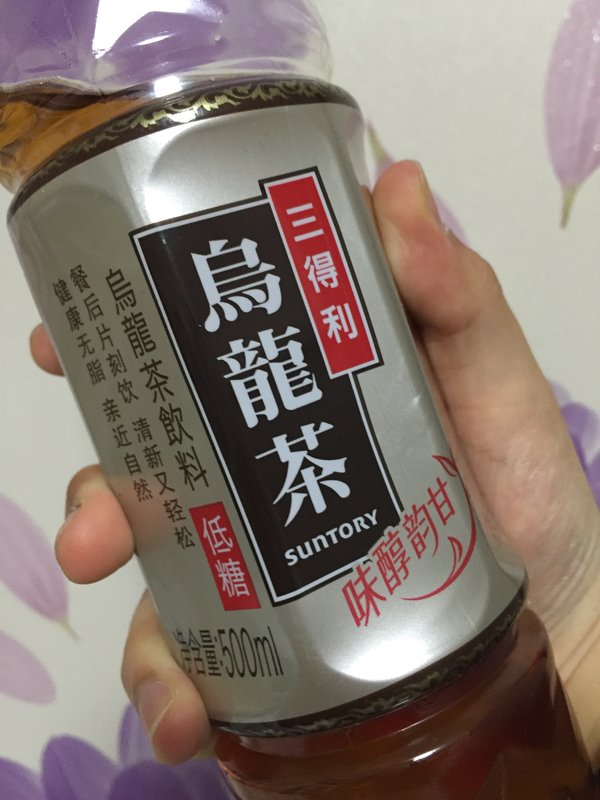 三得利
烏龍茶
SUNTORY
烏龍茶飲料
餐后片刻饮 清新又轻松
健康无脂 亲近自然
低糖
味醇韵甘
净含量:500ml